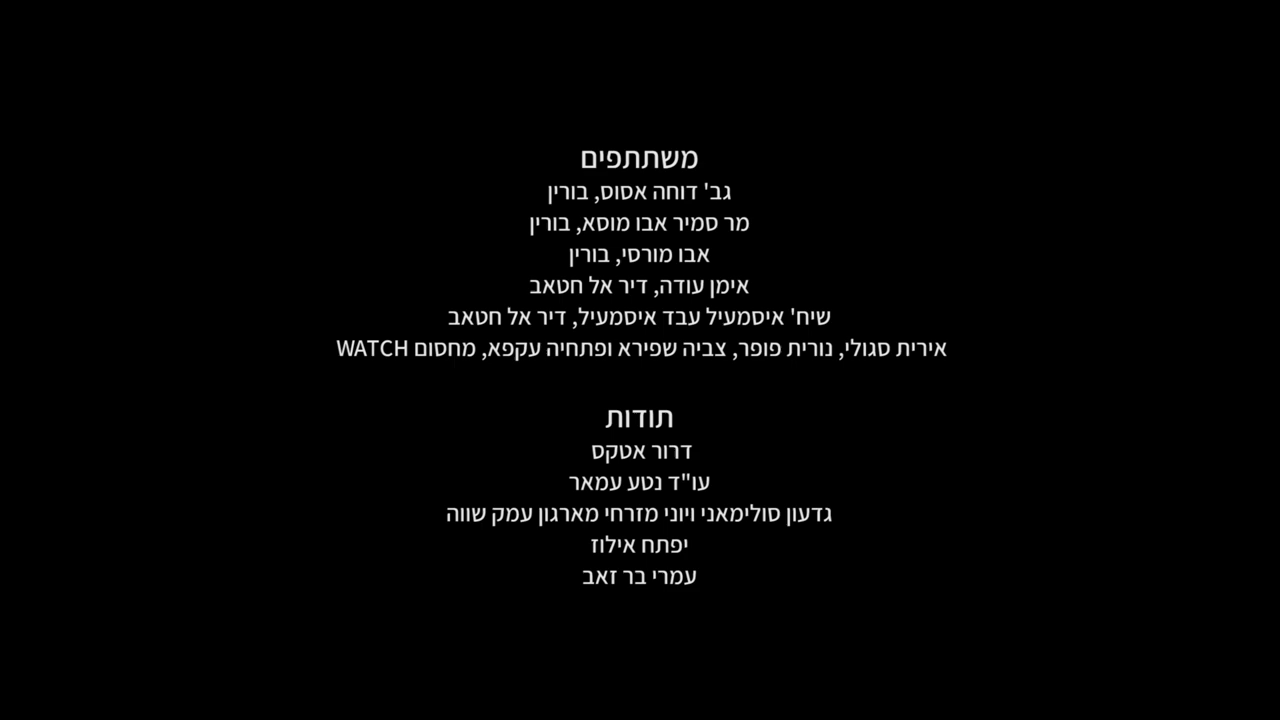 משתתפים
גב' דוחה אסוס, בורין
מר סמיר אבו מוסא, בורין
אבו מורסי, בורין
אימן עודה, דיר אל חטאב
שיח' איסמעיל עבד איסמעיל, דיר אל חטאב
אירית סגולי, נורית פופר, צביה שפירא ופתחיה עקפא, מחסום WATCH
תודות
דרור אטקס
עו"ד נטע עמאר
גדעון סולימאני ויוני מזרחי מארגון עמק שווה
יפתח אילוז
עמרי בר זאב